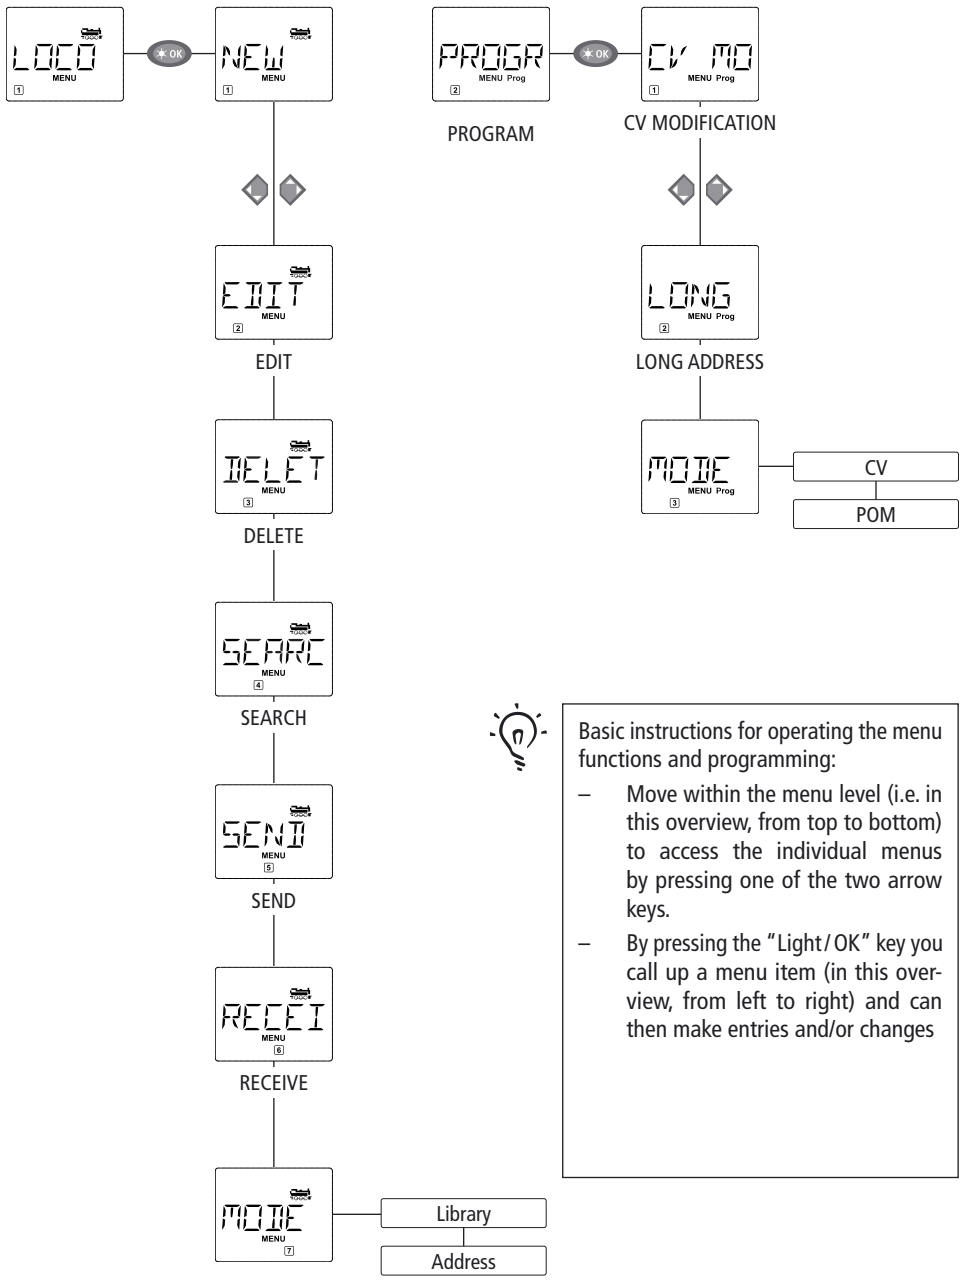 LOCO
MENU
1
OK
NEW
MENU
1
EDIT
MENU
2
EDIT
DELET
MENU
3
DELETE
SEARC
MENU
4
SEARCH
SEND
MENU
5
SEND
RECEI
MENU
6
RECEIVE
MODE
MENU
7
Library
Address
PROGR
MENU Prog
2
PROGRAM
OK
CV MO
MENU Prog
1
CV MODIFICATION
LONG
MENU Prog
2
LONG ADDRESS
MODE
MENU Prog
3
CV
POM
Basic instructions for operating the menu
functions and programming:
– Move within the menu level (i.e. in
this overview, from top to bottom)
to access the individual menus
by pressing one of the two arrow
keys.
– By pressing the "Light/OK" key you
call up a menu item (in this over-
view, from left to right) and can
then make entries and/or changes